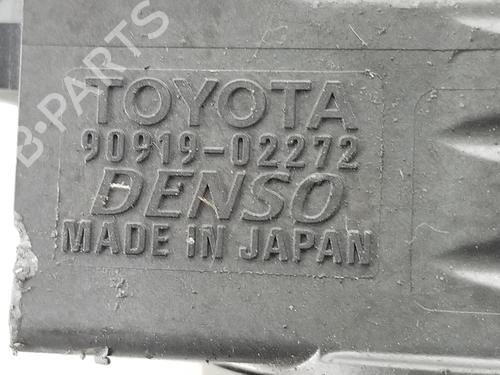 B-PARTS
TOYOTA
90919-02272
DENSO
MADE IN JAPAN